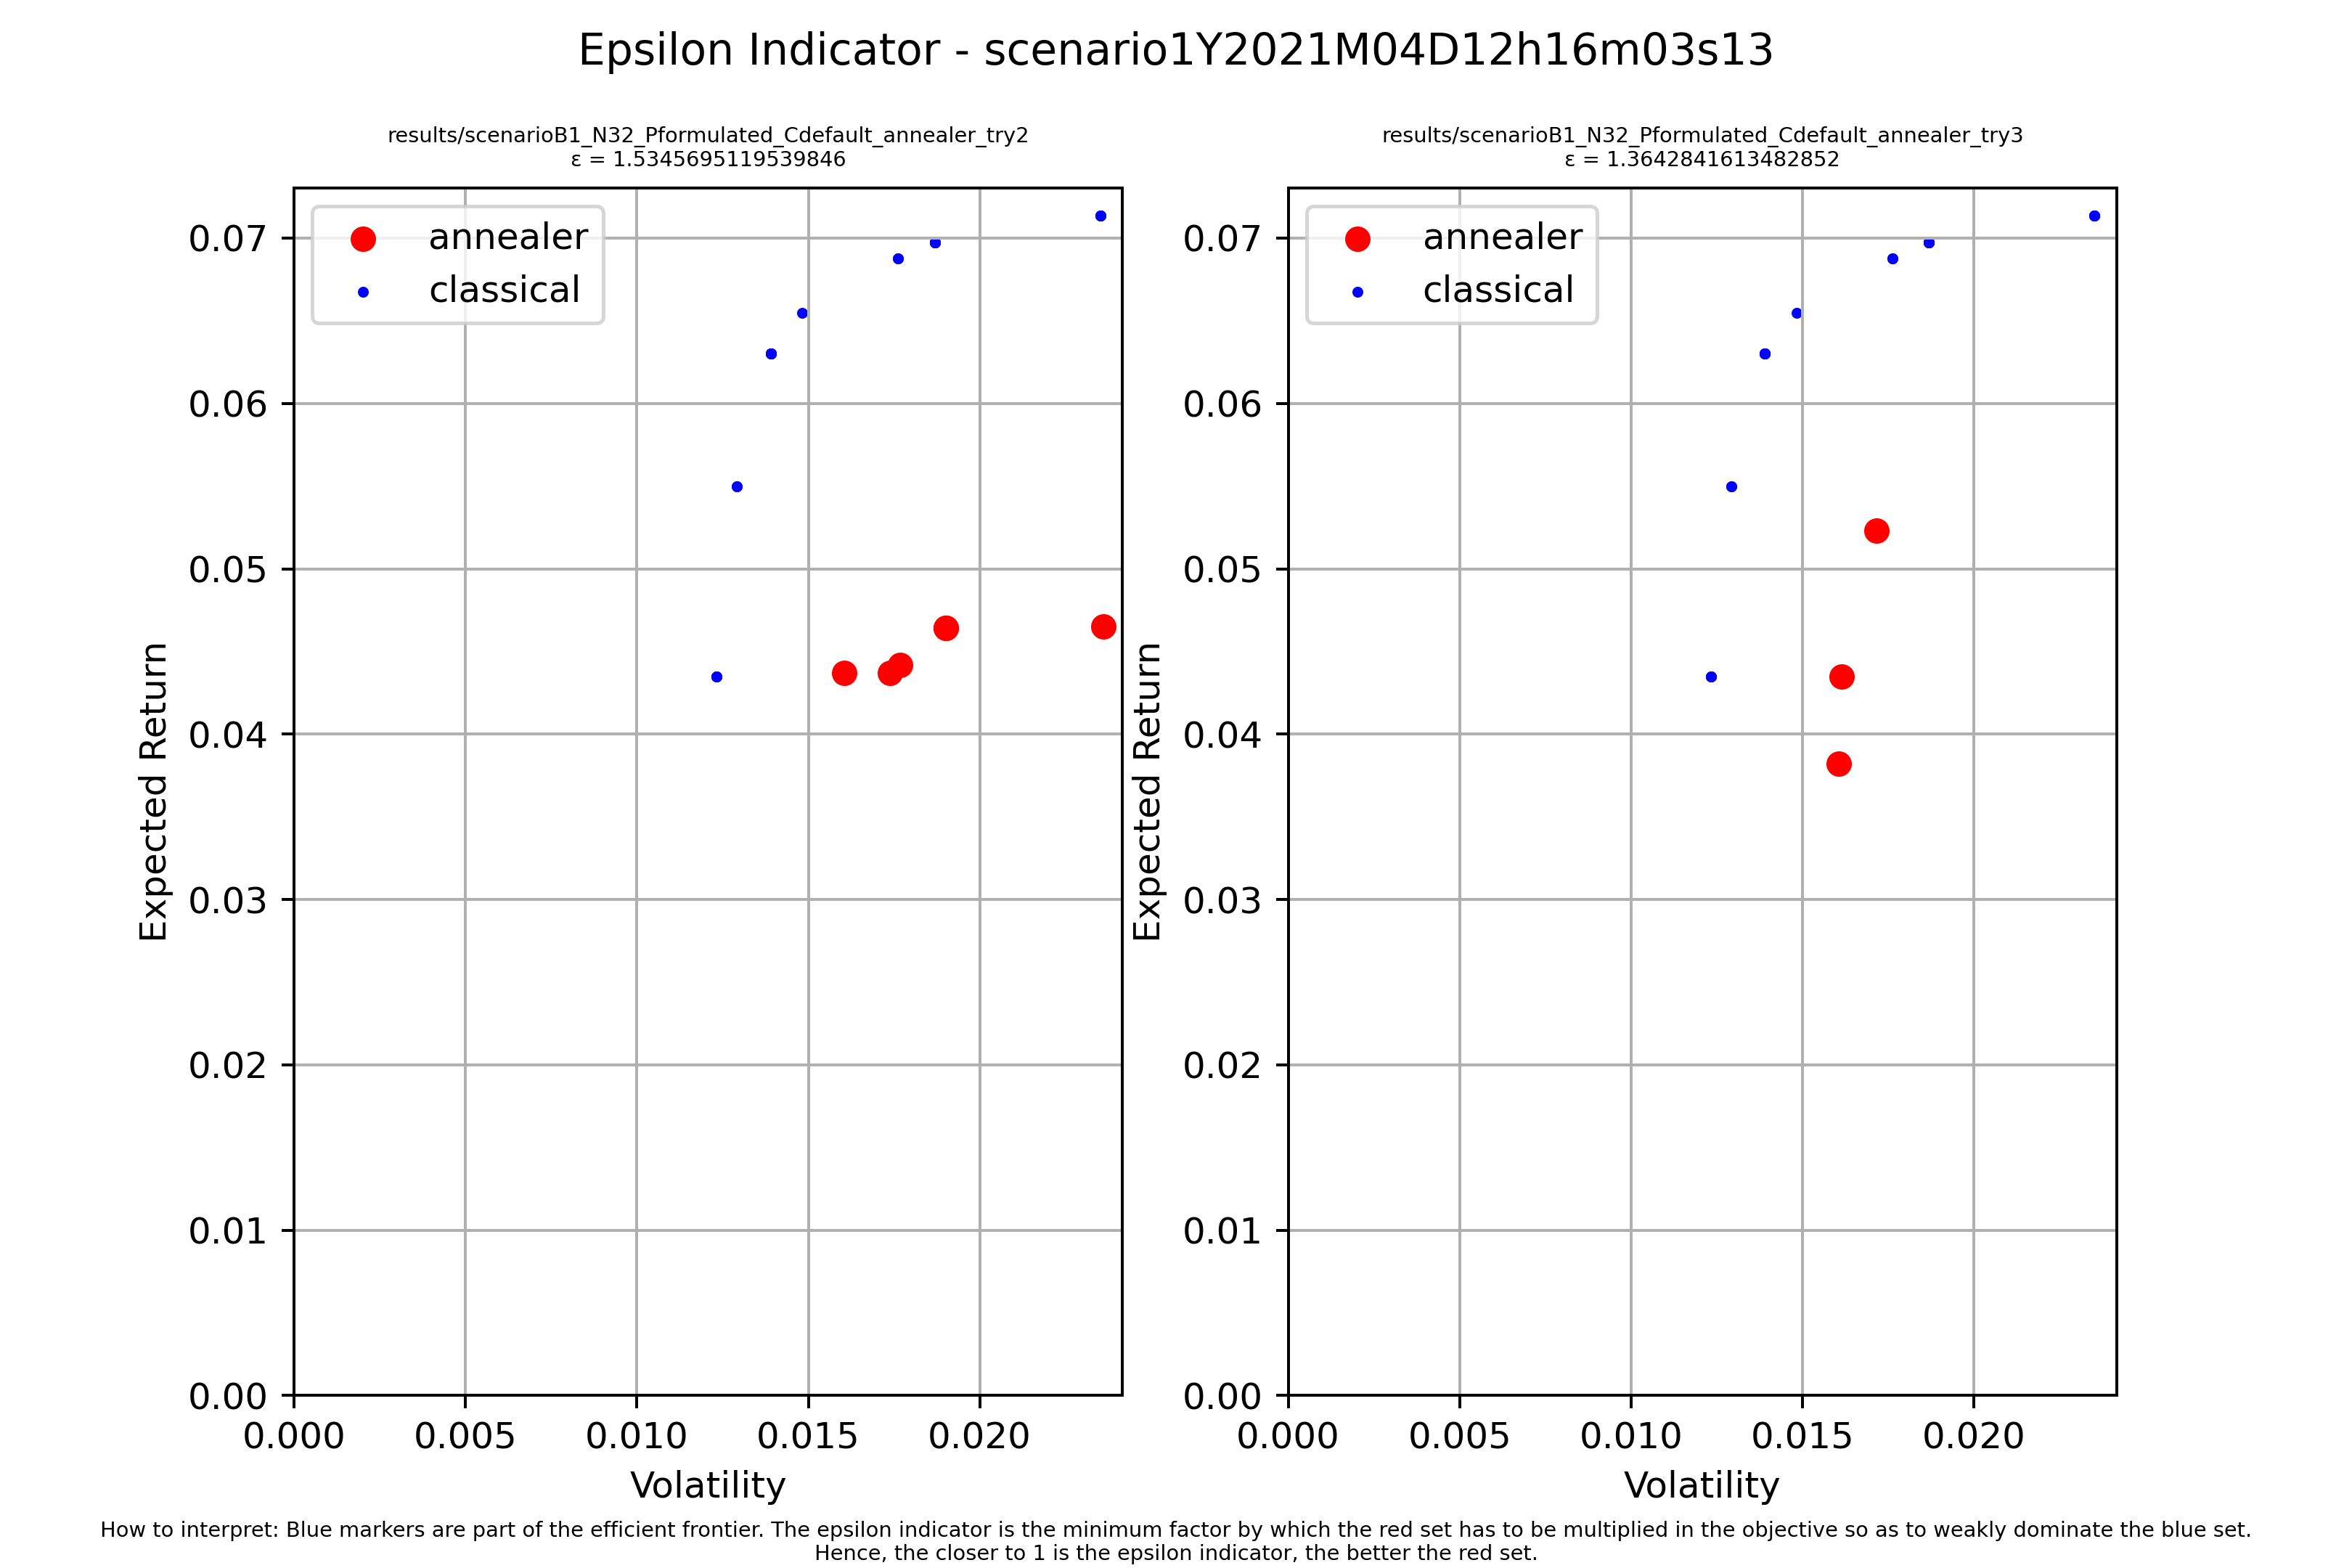 Epsilon Indicator - scenario1Y2021M04D12h16m03s13
results/scenarioB1_N32_Pformulated_Cdefault_annealer_try2
ε = 1.5345695119539846
annealer
classical
0.07
0.06
0.05
0.04
0.03
0.02
0.01
0.00
Expected Return
0.000 0.005 0.010 0.015 0.020
Volatility
results/scenarioB1_N32_Pformulated_Cdefault_annealer_try3
ε = 1.3642841613482852
annealer
classical
0.07
0.06
0.05
0.04
0.03
0.02
0.01
0.00
Expected Return
0.000 0.005 0.010 0.015 0.020
Volatility
How to interpret: Blue markers are part of the efficient frontier. The epsilon indicator is the minimum factor by which the red set has to be multiplied in the objective so as to weakly dominate the blue set.
Hence, the closer to 1 is the epsilon indicator, the better the red set.